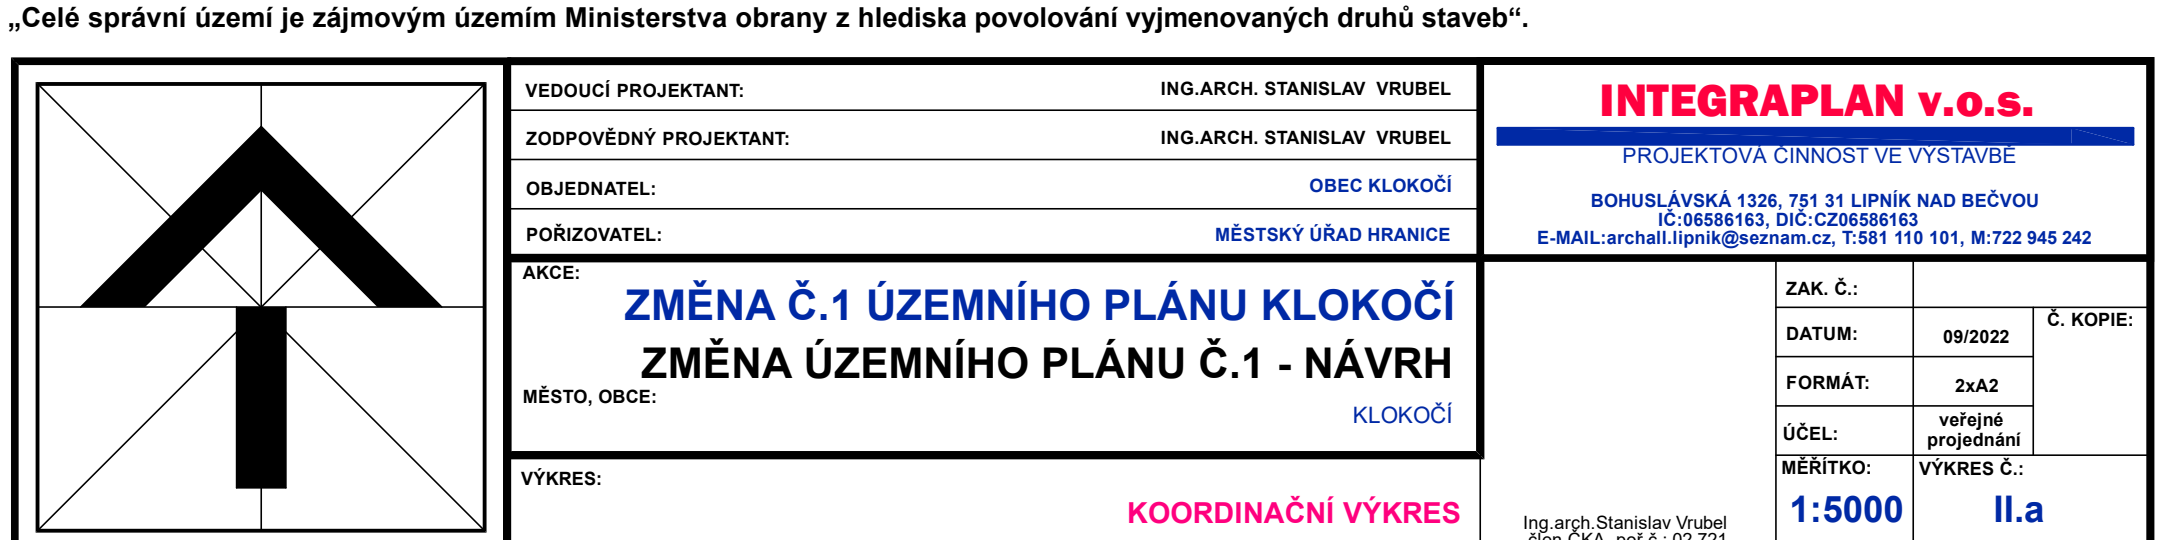 „Celé správní území je zájmovým územím Ministerstva obrany z hlediska povolování vyjmenovaných druhů staveb“.
VEDOUCÍ PROJEKTANT: ING.ARCH. STANISLAV VRUBEL
ZODPOVĚDNÝ PROJEKTANT: ING.ARCH. STANISLAV VRUBEL
OBJEDNATEL: OBEC KLOKOČÍ
POŘIZOVATEL: MĚSTSKÝ ÚŘAD HRANICE
INTEGRAPLAN v.o.s.
PROJEKTOVÁ ČINNOST VE VÝSTAVBĚ
BOHUSLÁVSKÁ 1326, 751 31 LIPNÍK NAD BEČVOU
IČ:06586163, DIČ:CZ06586163
E-MAIL:archall.lipnik@seznam.cz, T:581 110 101, M:722 945 242
AKCE:
ZMĚNA Č.1 ÚZEMNÍHO PLÁNU KLOKOČÍ
ZMĚNA ÚZEMNÍHO PLÁNU Č.1 - NÁVRH
MĚSTO, OBCE:
KLOKOČÍ
VÝKRES:
KOORDINAČNÍ VÝKRES
Ing.arch.Stanislav Vrubel
člen ČKA, poř.č.: 02 721
ZAK. Č.:
DATUM: 09/2022
Č. KOPIE:
FORMÁT: 2xA2
ÚČEL: veřejné
projednání
MĚŘÍTKO: VÝKRES Č.:
1:5000 II.a